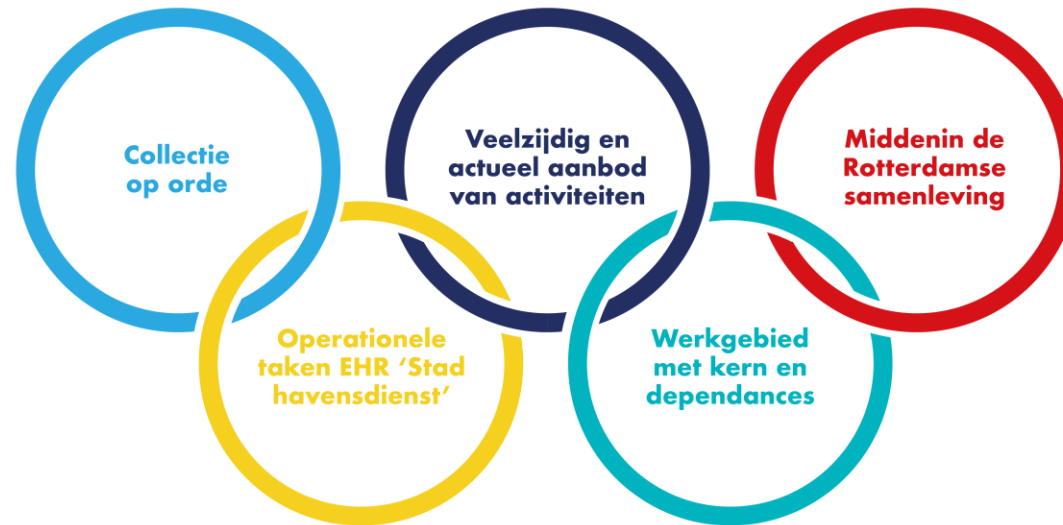 Collectie
op orde
Veelzijdig en
actueel aanbod
van activiteiten
Middenin de
Rotterdamse
samenleving
Operationele
taken EHR ‘Stad
havensdienst’
Werkgebied
met kern en
dependances